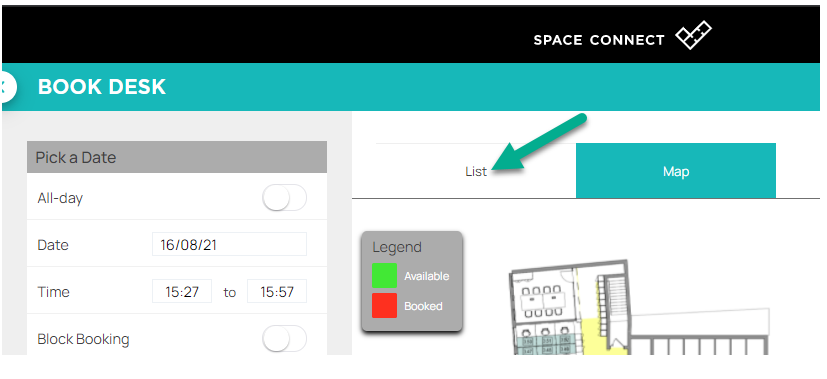 SPACE CONNECT
BOOK DESK
Pick a Date
All-day
Date 16/08/21
Time 15:27 to 15:57
Block Booking
List Map
Legend
Available
Booked